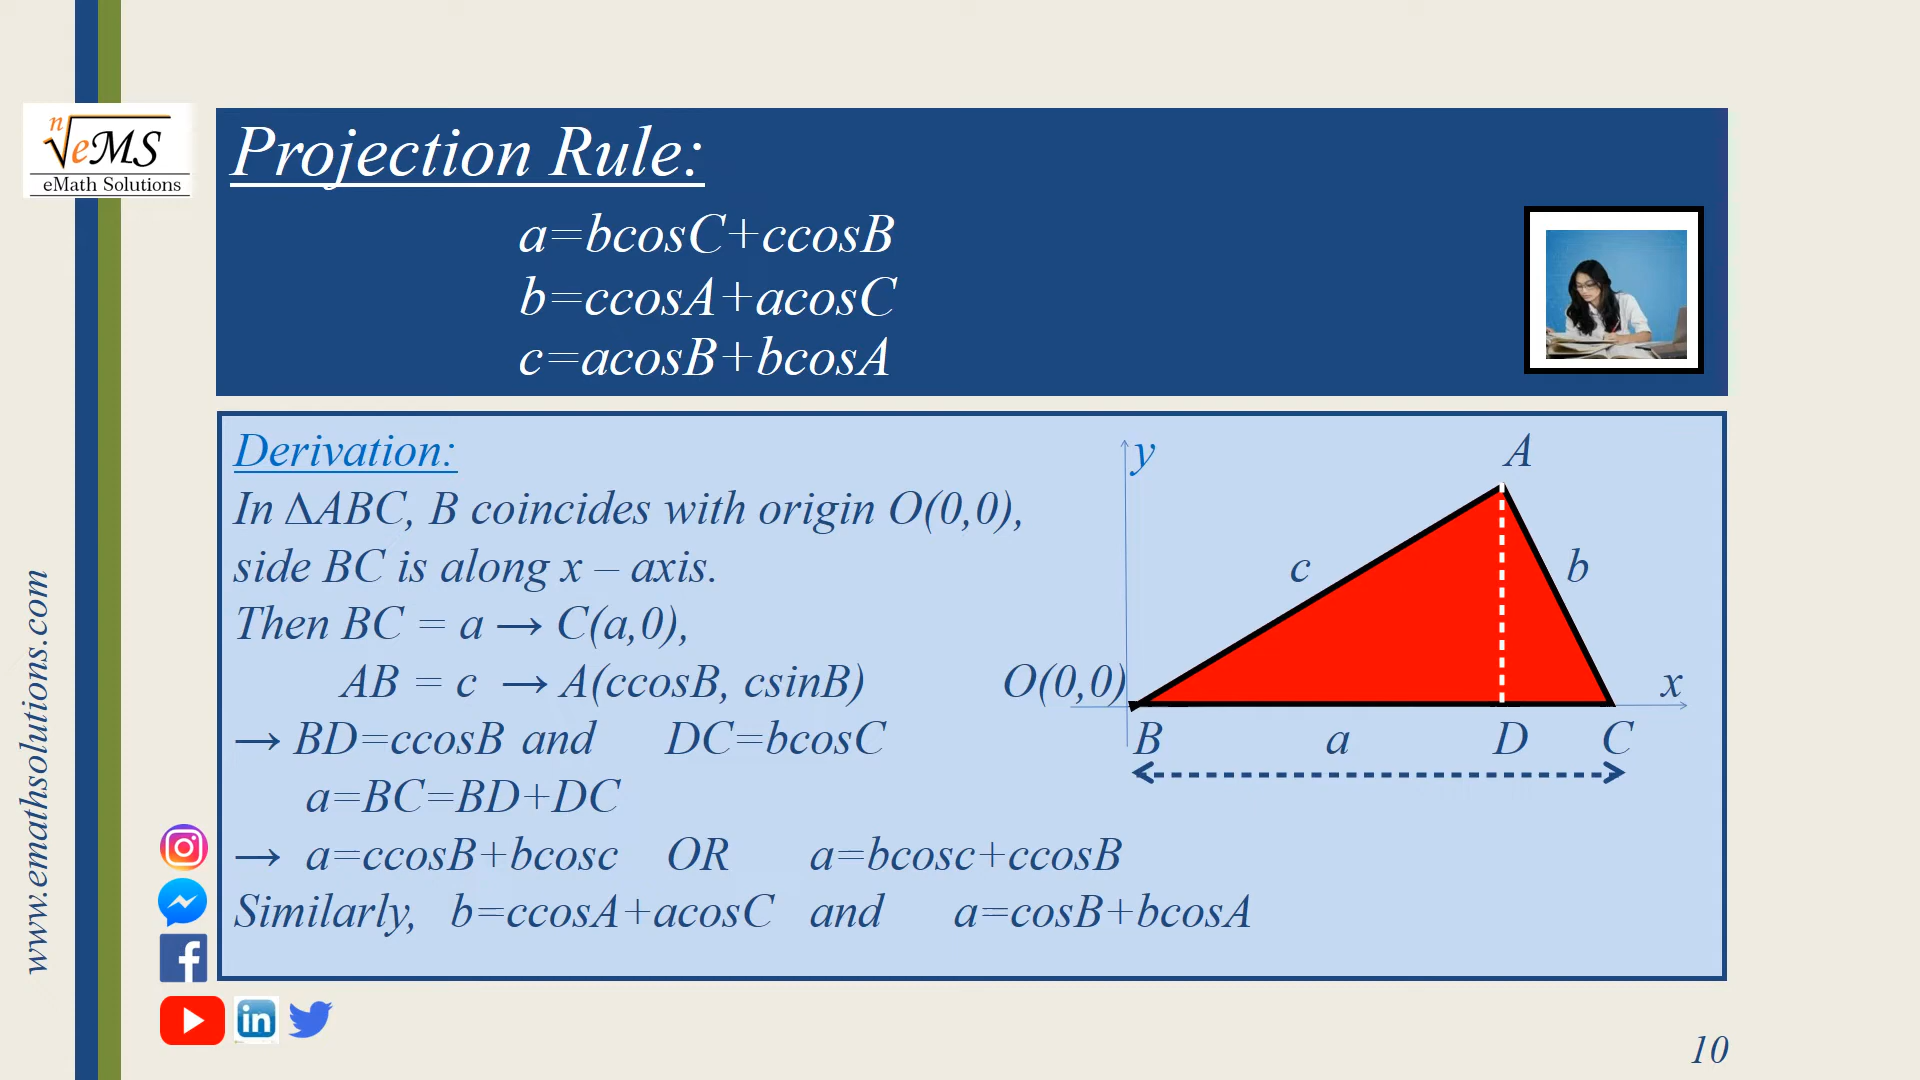 n
√eMS
eMath Solutions
Projection Rule:
a=bcosC+ccosB
b=ccosA+acosC
c=acosB+bcosA
Derivation:
In ΔABC, B coincides with origin O(0,0),
side BC is along x – axis.
Then BC = a → C(a,0),
AB = c → A(ccosB, csinB)
→ BD=ccosB and DC=bcosC
a=BC=BD+DC
→ a=ccosB+bcosc OR a=bcosc+ccosB
Similarly, b=ccosA+acosC and a=cosB+bcosA
y
A
c
b
O(0,0)
x
B
a
D
C
www.emathsolutions.com
in
10